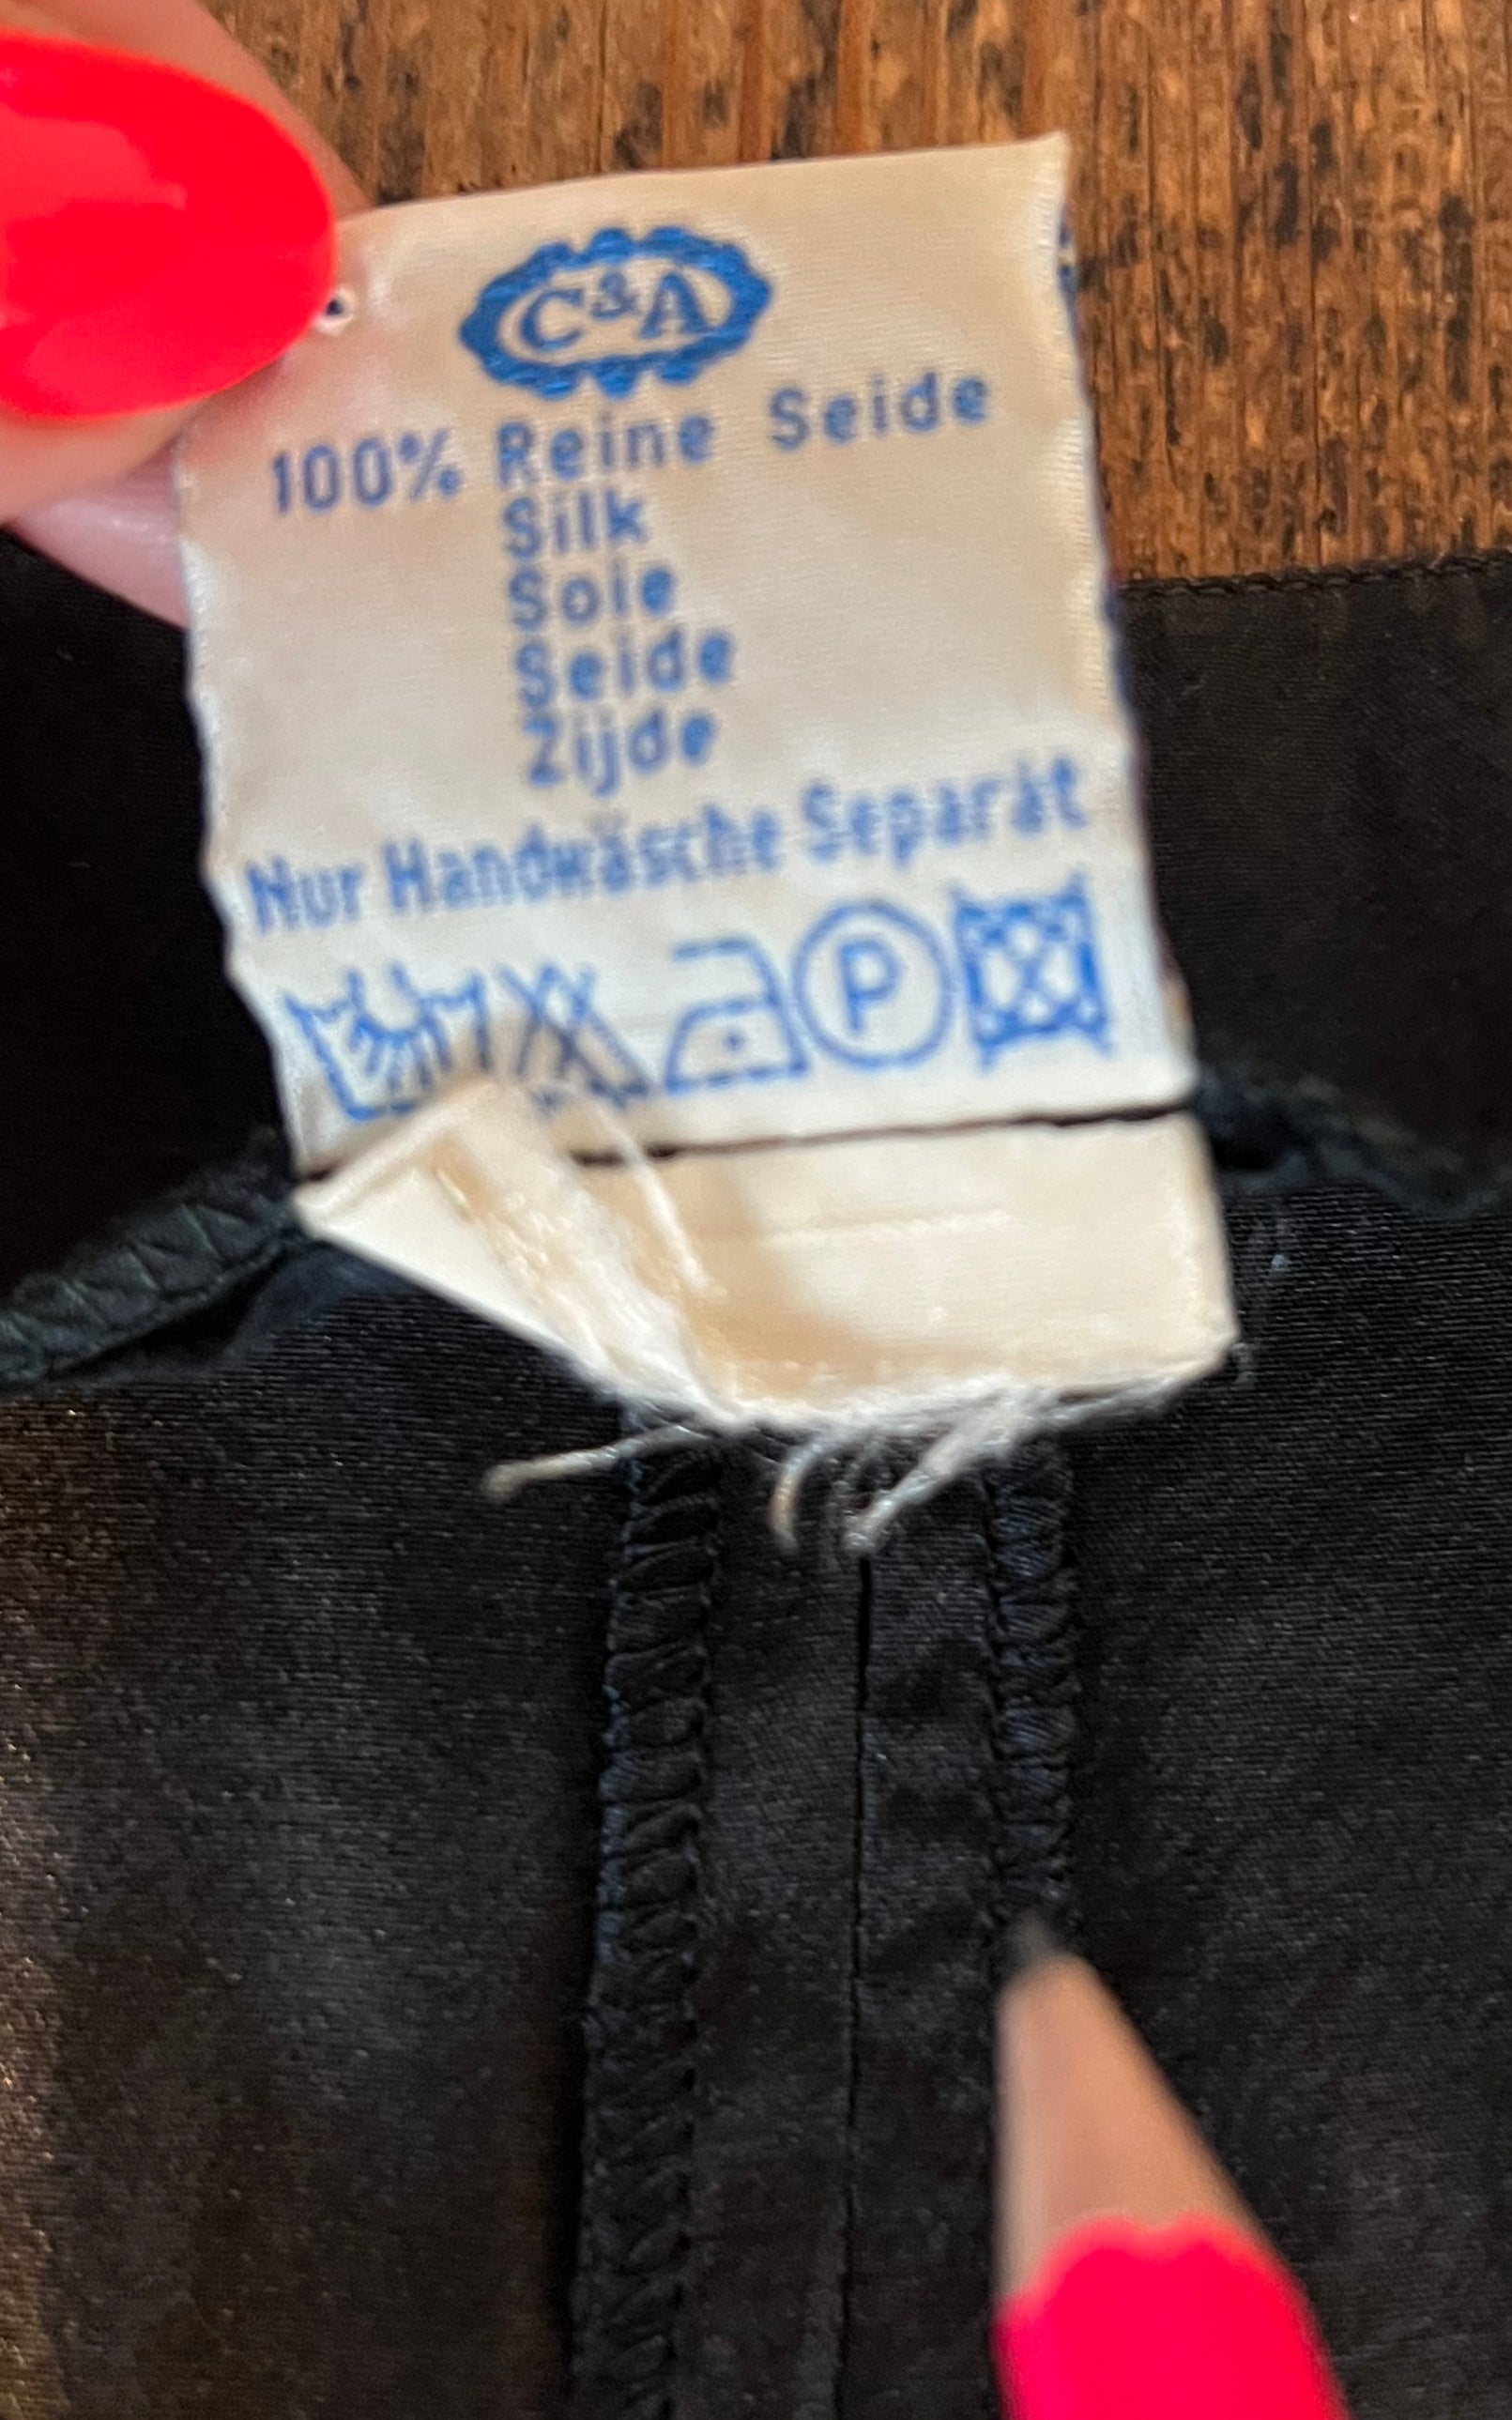 C&A
100% Reine Seide
Silk
Soie
Seide
Zijde
Nur Handwäsche Separat
P